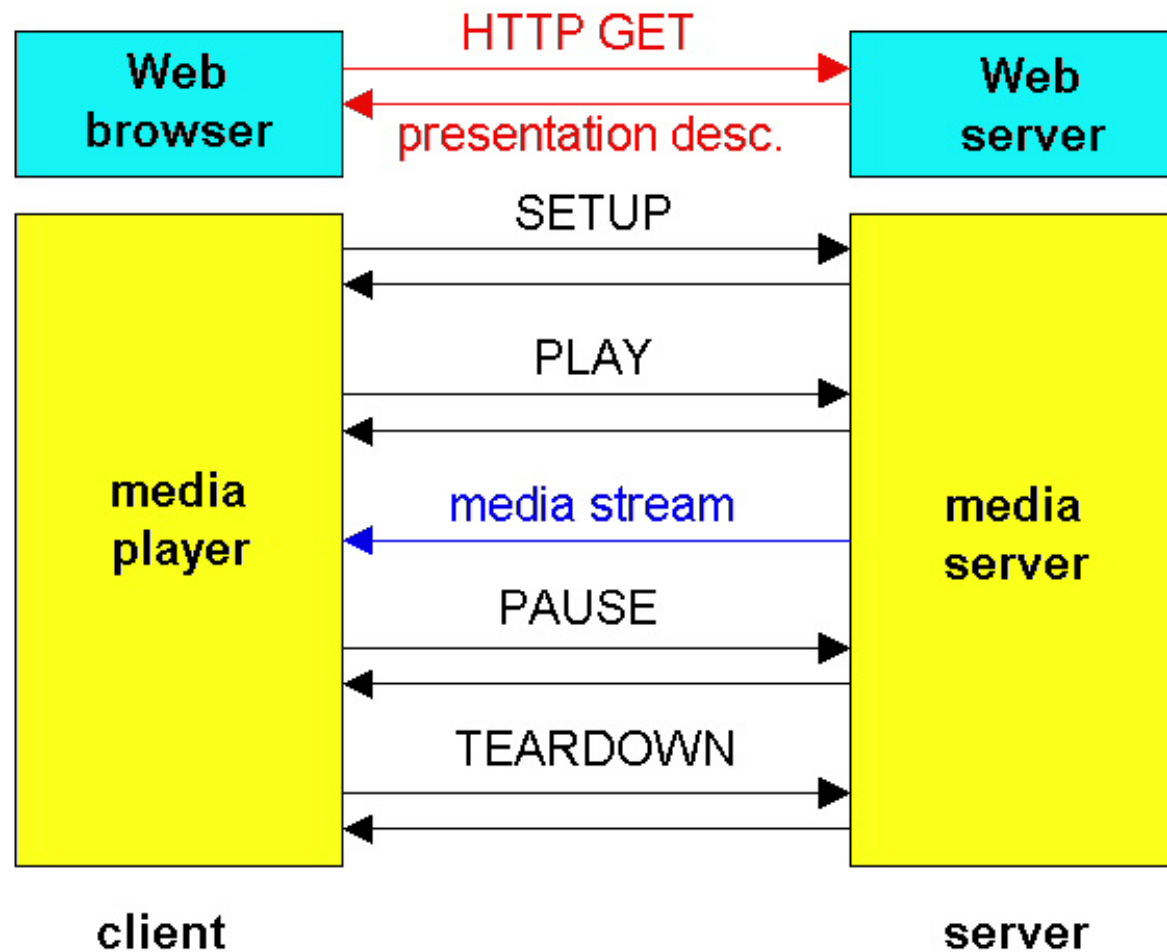 HTTP GET
Web
browser
Web
server
presentation desc.
SETUP
PLAY
media
player
media stream
media
server
PAUSE
TEARDOWN
client
server